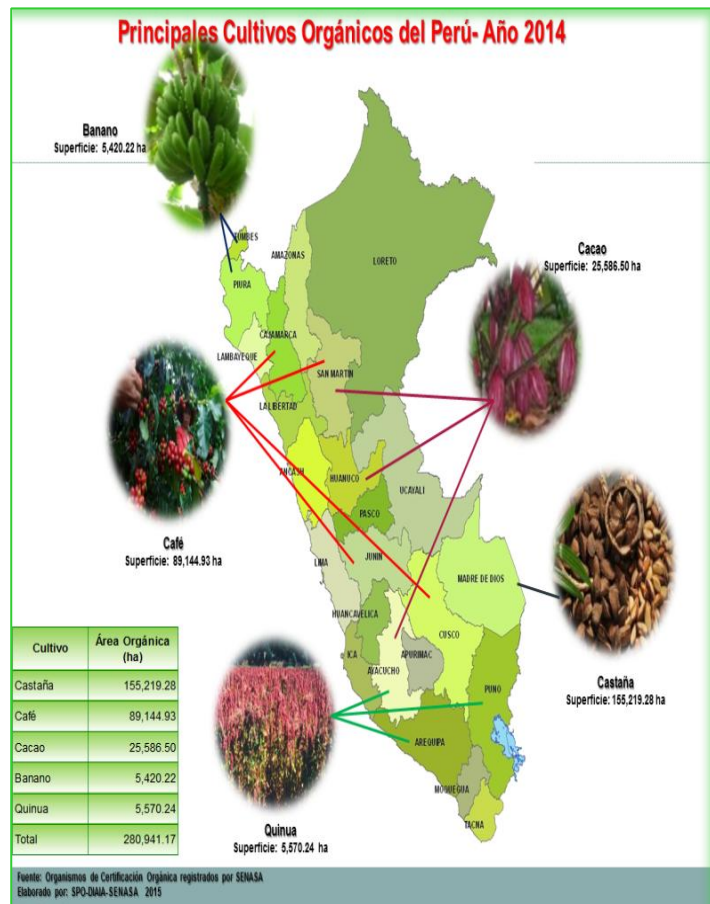 Principales Cultivos Orgánicos del Perú- Año 2014
Banano
Superficie: 5,420.22 ha
Cacao
Superficie: 25,586.50 ha
TUMBES
PIURA
AMAZONAS
LORETO
CAJAMARCA
LAMBAYEQUE
SAN MARTIN
LA LIBERTAD
ANCASH
HUANUCO
UCAYALI
PASCO
Café
Superficie: 89,144.93 ha
LIMA
JUNIN
MADRE DE DIOS
HUANCAVELICA
CUSCO
ICA
AYACUCHO
APURIMAC
PUNO
AREQUIPA
MOQUEGUA
TACNA
Castaña
Superficie: 155,219.28 ha
Quinua
Superficie: 5,570.24 ha
Cultivo Área Orgánica (ha)
Castaña 155,219.28
Café 89,144.93
Cacao 25,586.50
Banano 5,420.22
Quinua 5,570.24
Total 280,941.17
Fuente: Organismos de Certificación Orgánica registrados por SENASA
Elaborado por: SPO-DIAIA-SENASA 2015